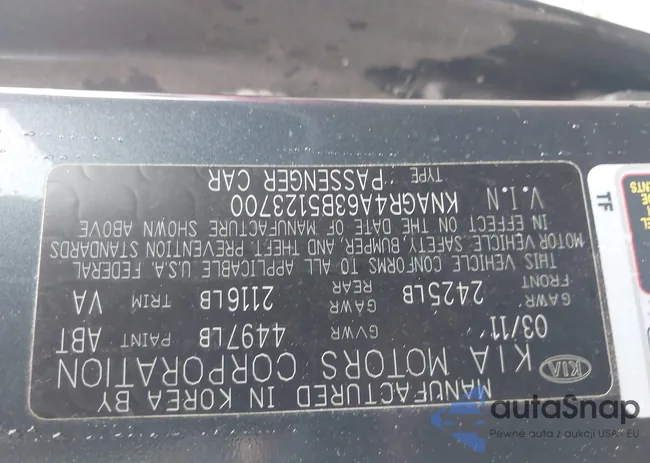 MANUFACTURED IN KOREA BY
KIA KIA MOTORS CORPORATION
03/11 GVWR 4497LB PAINT ABT
GAWR FRONT 2425LB GAWR REAR 2116LB TRIM VA
THIS VEHICLE CONFORMS TO ALL APPLICABLE U.S.A. FEDERAL
MOTOR VEHICLE SAFETY, BUMPER, AND THEFT PREVENTION STANDARDS
IN EFFECT ON THE DATE OF MANUFACTURE SHOWN ABOVE
V.I.N KNAGR4A63B5123700
TYPE PASSENGER CAR
TF
autaSnap
Pewne auta z aukcji USA i EU